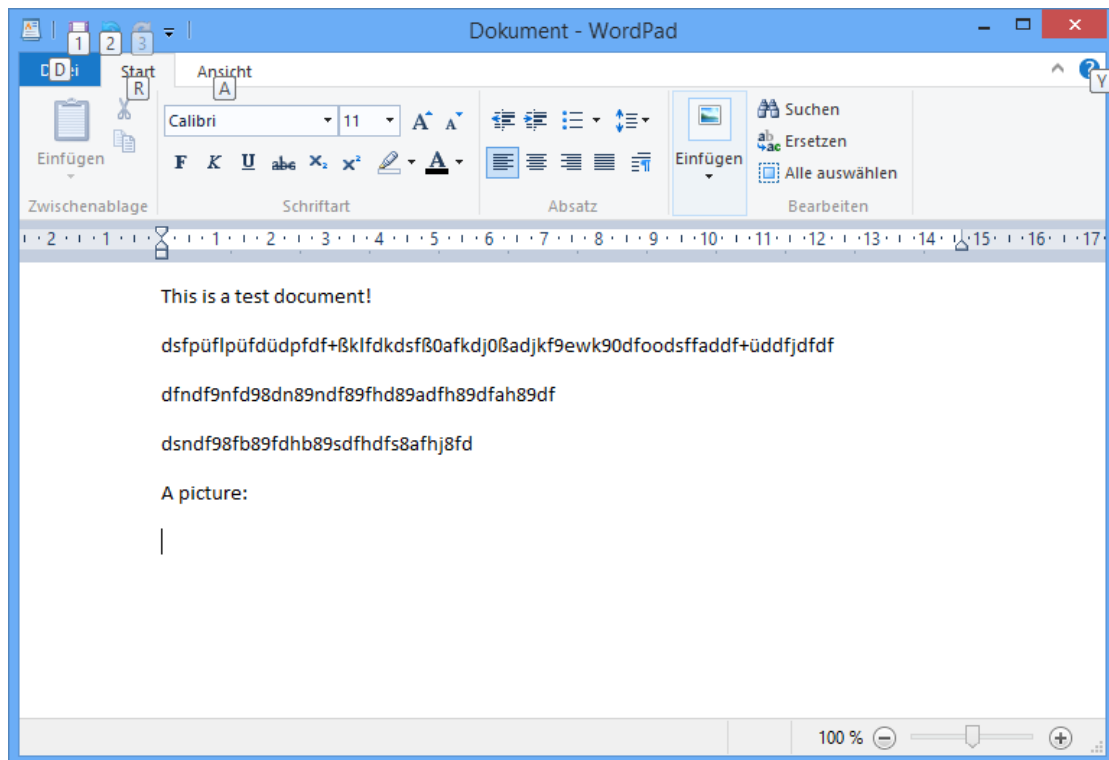 Dokument - WordPad
1 2 3
D
Start Ansicht
R A Y
Calibri 11 A A
Suchen
Ersetzen
Einfügen F K U abc X₂ X² A Einfügen
Alle auswählen
Zwischenablage Schriftart Absatz Bearbeiten
2 1 1 2 3 4 5 6 7 8 9 10 11 12 13 14 15 16 17
This is a test document!
dsfpüflpüfdüdpfdf+ßklfdkdsfß0afkdj0ßadjkf9ewk90dfoodsffaddf+üddfjdfdf
dfndf9nfd98dn89ndf89fhd89adfh89dfah89df
dsndf98fb89fdhb89sdfhdfs8afhj8fd
A picture:
100 %